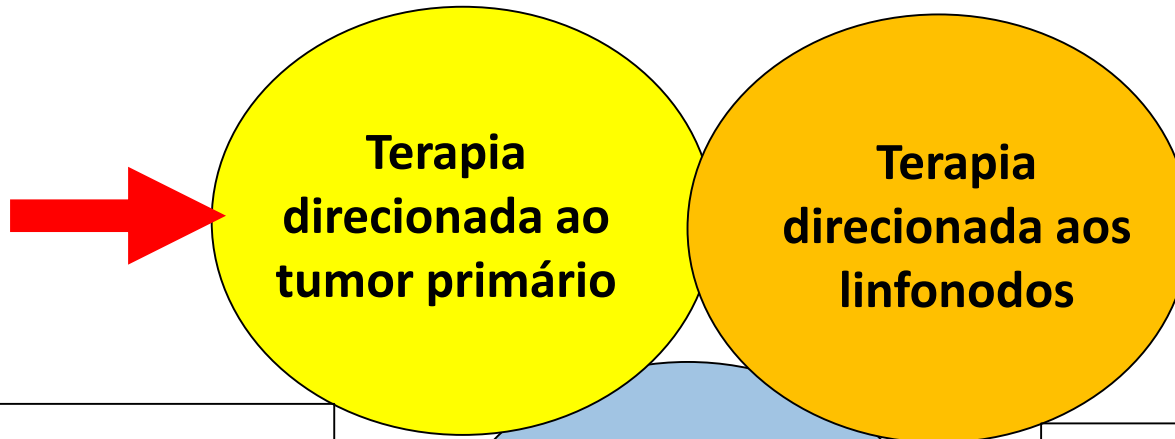 Terapia
direcionada ao
tumor primário
Terapia
direcionada aos
linfonodos